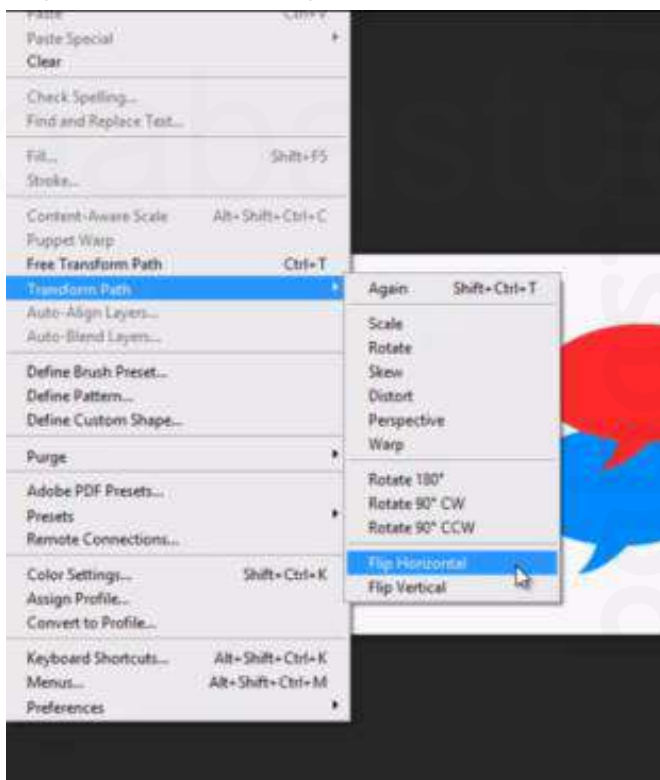 Paste Ctrl+V
Paste Special
Clear
Check Spelling...
Find and Replace Text...
Fill... Shift+F5
Stroke...
Content-Aware Scale Alt+Shift+Ctrl+C
Puppet Warp
Free Transform Path Ctrl+T
Transform Path
Auto-Align Layers...
Auto-Blend Layers...
Define Brush Preset...
Define Pattern...
Define Custom Shape...
Purge
Adobe PDF Presets...
Presets
Remote Connections...
Color Settings... Shift+Ctrl+K
Assign Profile...
Convert to Profile...
Keyboard Shortcuts... Alt+Shift+Ctrl+K
Menus... Alt+Shift+Ctrl+M
Preferences
Again Shift+Ctrl+T
Scale
Rotate
Skew
Distort
Perspective
Warp
Rotate 180°
Rotate 90° CW
Rotate 90° CCW
Flip Horizontal
Flip Vertical